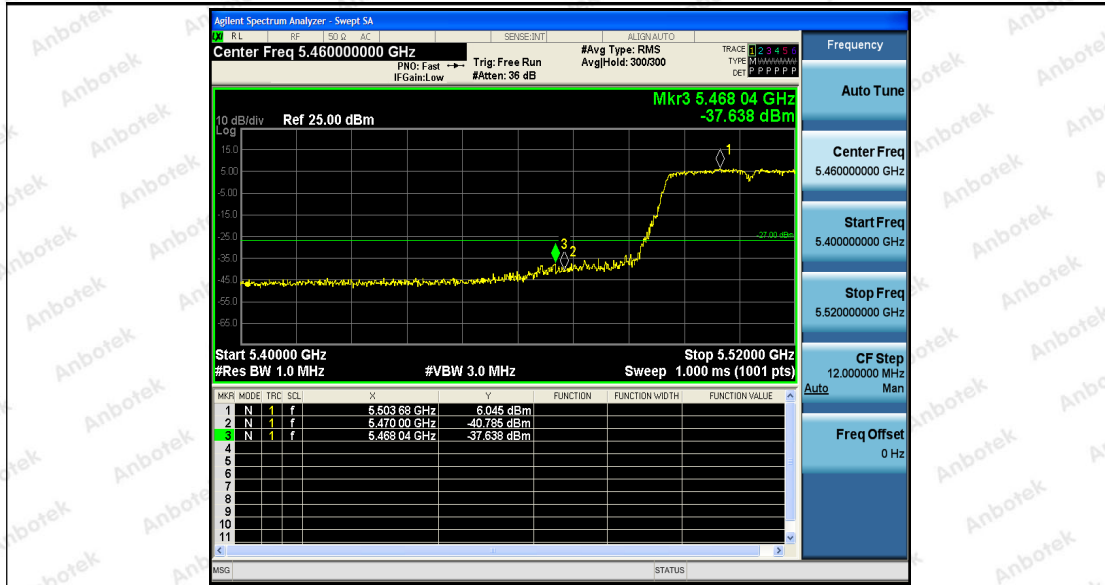 Agilent Spectrum Analyzer - Swept SA
RL RF 50 Ω AC SENSE:INT ALIGNAUTO
Center Freq 5.460000000 GHz
PNO: Fast
IFGain:Low
Trig: Free Run
#Atten: 36 dB
#Avg Type: RMS
Avg|Hold: 300/300
TRACE 1 2 3 4 5 6
TYPE M
DET P P P P P P
Frequency
Mkr3 5.468 04 GHz
-37.638 dBm
10 dB/div Ref 25.00 dBm
Log
15.0
5.00
-5.00
-15.0
-25.0
-35.0
-45.0
-55.0
-65.0
1
-27.00 dBm
3
2
Start 5.40000 GHz
Stop 5.52000 GHz
#Res BW 1.0 MHz
#VBW 3.0 MHz
Sweep 1.000 ms (1001 pts)
MKR MODE TRC SCL X Y FUNCTION FUNCTION WIDTH FUNCTION VALUE
1 N 1 f 5.503 68 GHz 6.045 dBm
2 N 1 f 5.470 00 GHz -40.785 dBm
3 N 1 f 5.468 04 GHz -37.638 dBm
4
5
6
7
8
9
10
11
MSG
STATUS
Auto Tune
Center Freq
5.460000000 GHz
Start Freq
5.400000000 GHz
Stop Freq
5.520000000 GHz
CF Step
12.000000 MHz
Auto Man
Freq Offset
0 Hz
Anbotek